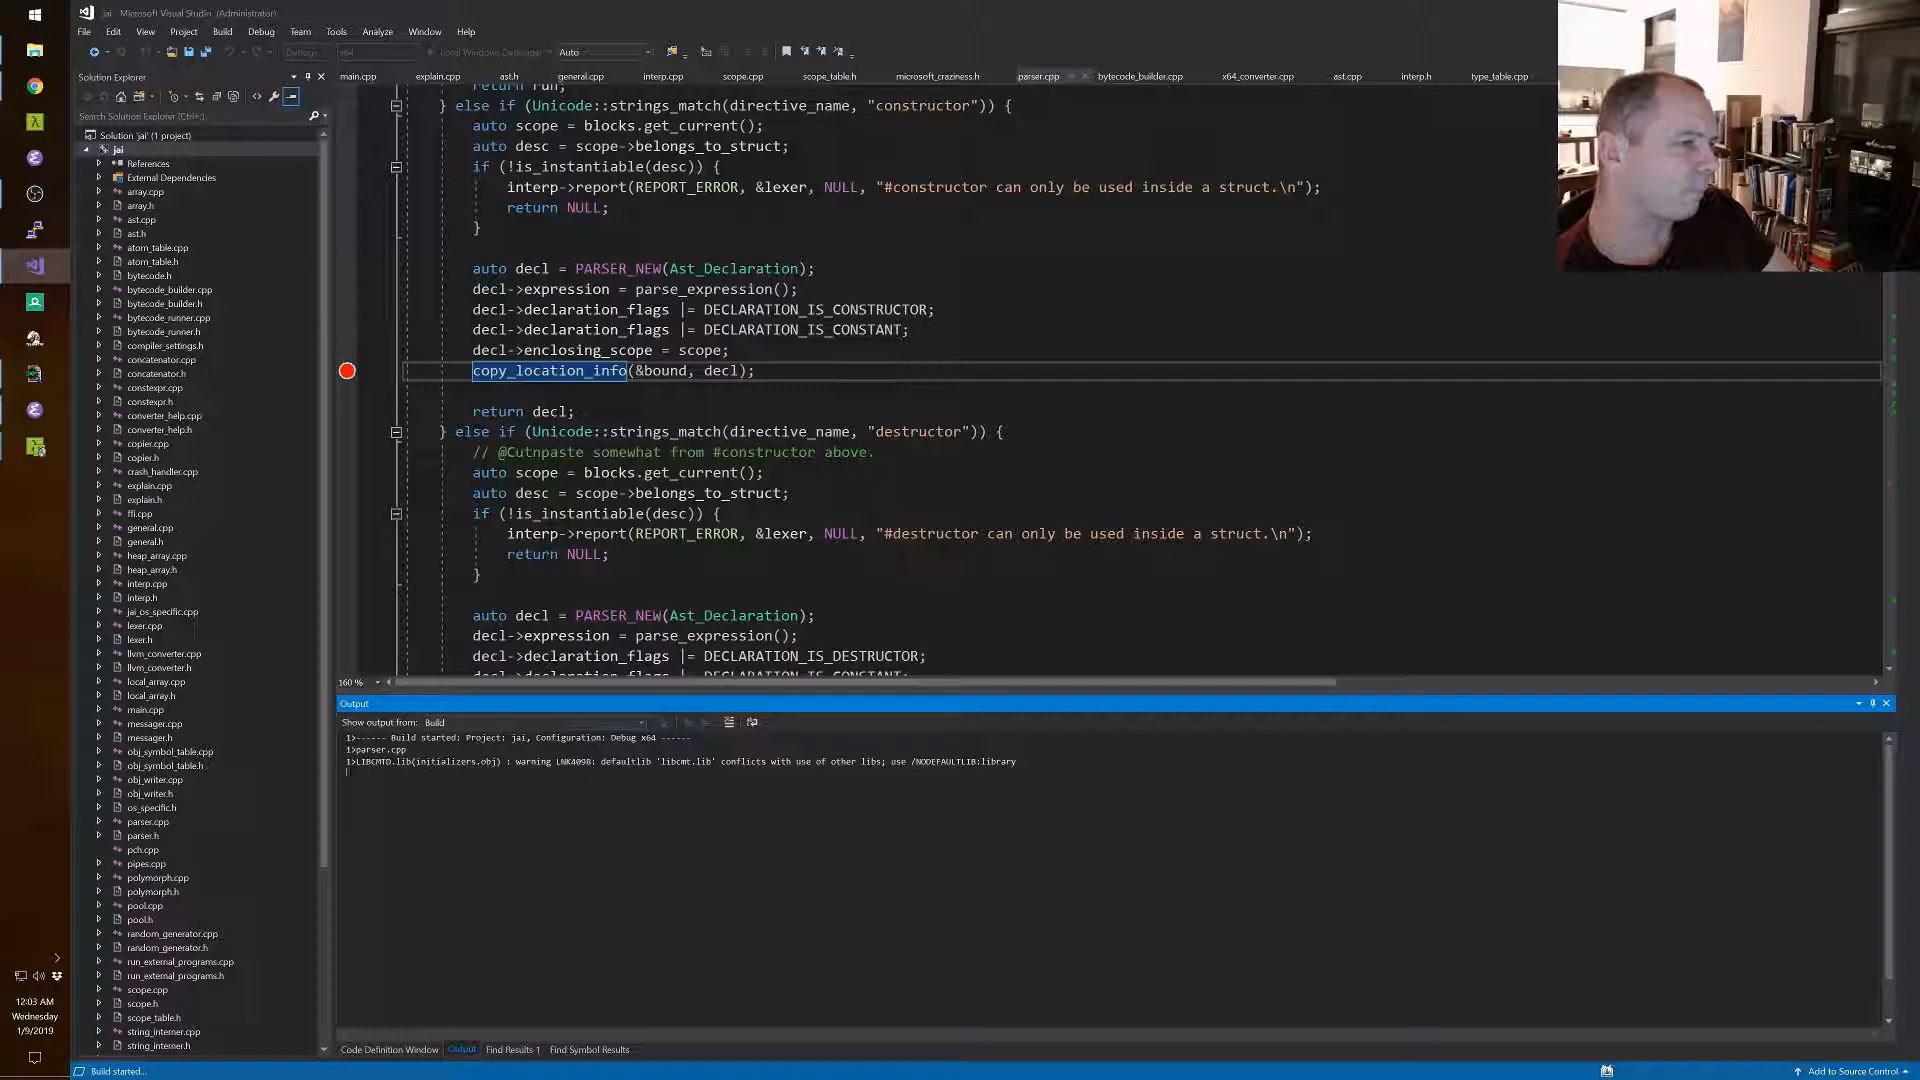 jai - Microsoft Visual Studio (Administrator)
File Edit View Project Build Debug Team Tools Analyze Window Help
Debug x64 Local Windows Debugger Auto
Solution Explorer
Search Solution Explorer (Ctrl+;)
Solution 'jai' (1 project)
jai
References
External Dependencies
array.cpp
array.h
ast.cpp
ast.h
atom_table.cpp
atom_table.h
bytecode.h
bytecode_builder.cpp
bytecode_builder.h
bytecode_runner.cpp
bytecode_runner.h
compiler_settings.h
concatenator.cpp
concatenator.h
constexpr.cpp
constexpr.h
converter_help.cpp
converter_help.h
copier.cpp
copier.h
crash_handler.cpp
explain.cpp
explain.h
ffi.cpp
general.cpp
general.h
heap_array.cpp
heap_array.h
interp.cpp
interp.h
jai_os_specific.cpp
lexer.cpp
lexer.h
llvm_converter.cpp
llvm_converter.h
local_array.cpp
local_array.h
main.cpp
messager.cpp
messager.h
obj_symbol_table.cpp
obj_symbol_table.h
obj_writer.cpp
obj_writer.h
os_specific.h
parser.cpp
parser.h
pch.cpp
pipes.cpp
polymorph.cpp
polymorph.h
pool.cpp
pool.h
random_generator.cpp
random_generator.h
run_external_programs.cpp
run_external_programs.h
scope.cpp
scope.h
scope_table.h
string_interner.cpp
string_interner.h
main.cpp explain.cpp ast.h general.cpp interp.cpp scope.cpp scope_table.h microsoft_craziness.h parser.cpp bytecode_builder.cpp x64_converter.cpp ast.cpp interp.h type_table.cpp
return run;
} else if (Unicode::strings_match(directive_name, "constructor")) {
auto scope = blocks.get_current();
auto desc = scope->belongs_to_struct;
if (!is_instantiable(desc)) {
interp->report(REPORT_ERROR, &lexer, NULL, "#constructor can only be used inside a struct.\n");
return NULL;
}
auto decl = PARSER_NEW(Ast_Declaration);
decl->expression = parse_expression();
decl->declaration_flags |= DECLARATION_IS_CONSTRUCTOR;
decl->declaration_flags |= DECLARATION_IS_CONSTANT;
decl->enclosing_scope = scope;
copy_location_info(&bound, decl);
return decl;
} else if (Unicode::strings_match(directive_name, "destructor")) {
// @Cutnpaste somewhat from #constructor above.
auto scope = blocks.get_current();
auto desc = scope->belongs_to_struct;
if (!is_instantiable(desc)) {
interp->report(REPORT_ERROR, &lexer, NULL, "#destructor can only be used inside a struct.\n");
return NULL;
}
auto decl = PARSER_NEW(Ast_Declaration);
decl->expression = parse_expression();
decl->declaration_flags |= DECLARATION_IS_DESTRUCTOR;
decl->declaration_flags |= DECLARATION_IS_CONSTANT;
160 %
Output
Show output from: Build
1>------ Build started: Project: jai, Configuration: Debug x64 ------
1>parser.cpp
1>LIBCMTD.lib(initializers.obj) : warning LNK4098: defaultlib 'libcmt.lib' conflicts with use of other libs; use /NODEFAULTLIB:library
Code Definition Window Output Find Results 1 Find Symbol Results
Build started... Add to Source Control
12:03 AM
Wednesday
1/9/2019